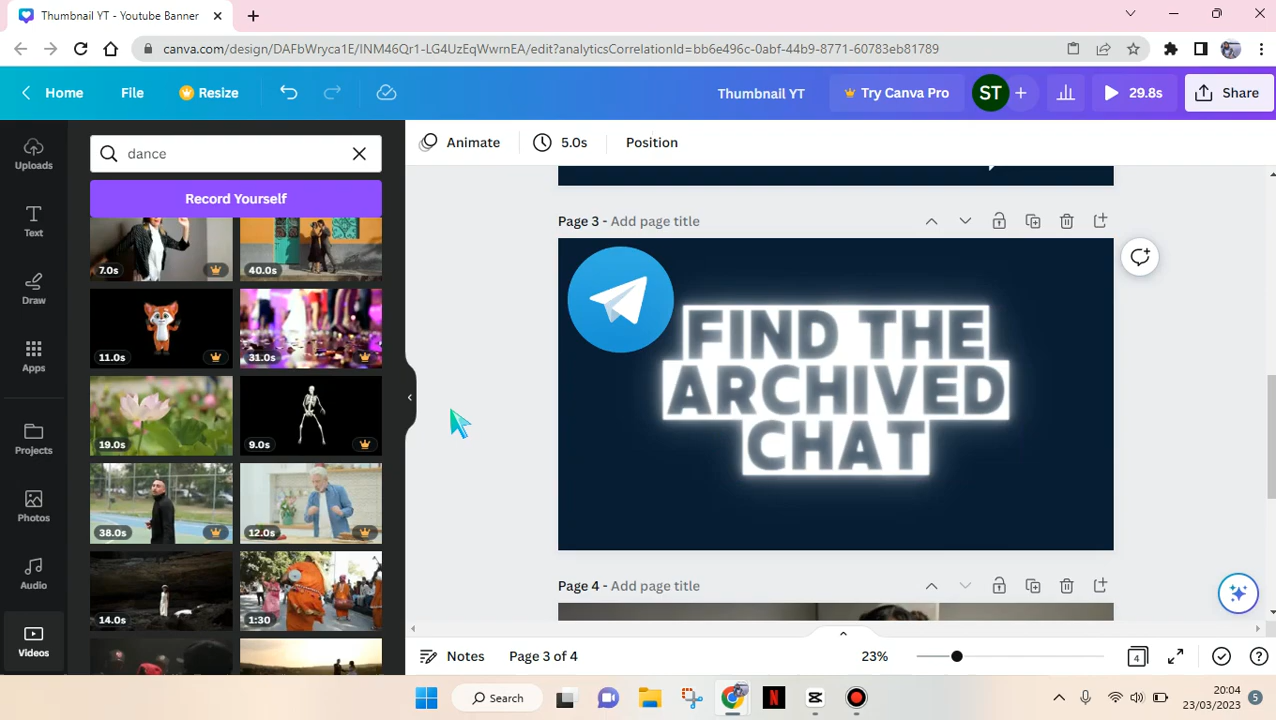 Thumbnail YT - Youtube Banner
canva.com/design/DAFbWryca1E/INM46Qr1-LG4UzEqWwrnEA/edit?analyticsCorrelationId=bb6e496c-0abf-44b9-8771-60783eb81789
Home
File
Resize
Thumbnail YT
Try Canva Pro
ST
29.8s
Share
Uploads
Text
Draw
Apps
Projects
Photos
Audio
Videos
dance
Record Yourself
7.0s
40.0s
11.0s
31.0s
19.0s
9.0s
38.0s
12.0s
14.0s
1:30
Animate
5.0s
Position
Page 3 - Add page title
FIND THE
ARCHIVED
CHAT
Page 4 - Add page title
Notes
Page 3 of 4
23%
4
Search
20:04
23/03/2023
5